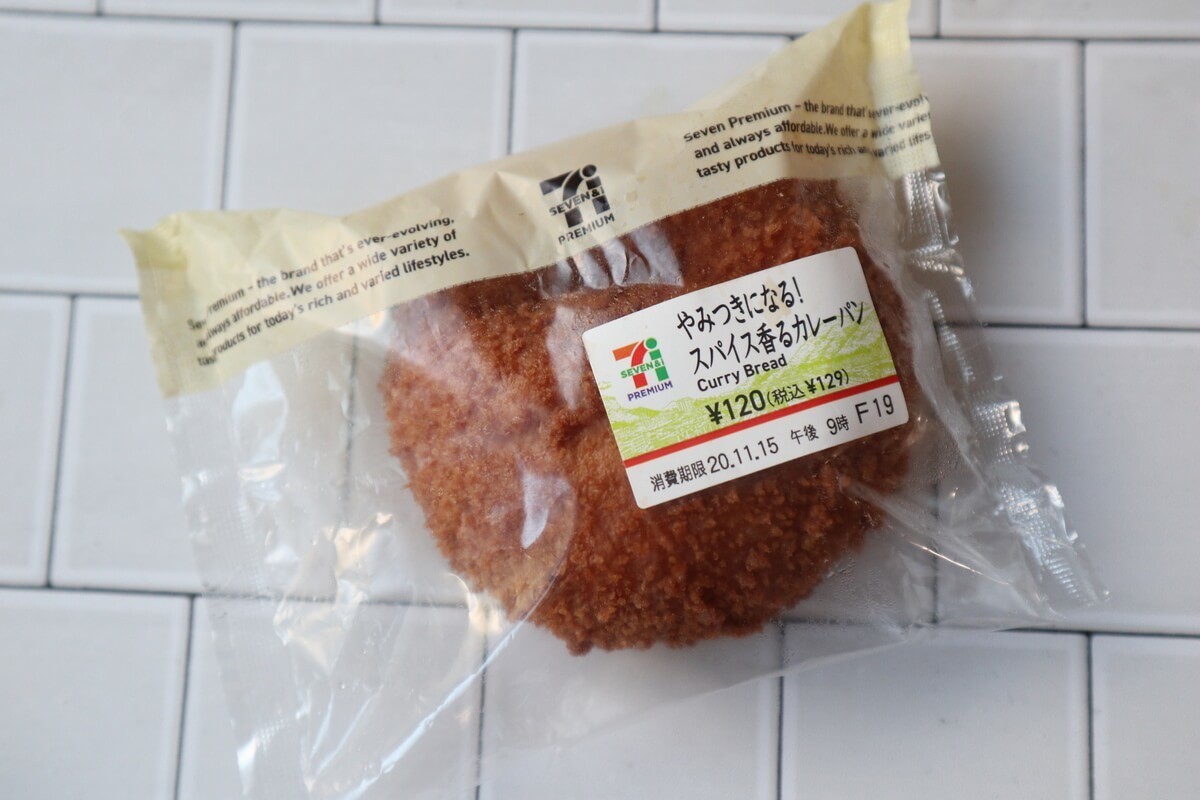 Seven Premium - the brand that's ever-evolving,
and always affordable.We offer a wide variety
tasty products for today's rich and varied lifes
SEVEN&i
PREMIUM
Premium - the brand that's ever-evolving,
always affordable.We offer a wide variety of
products for today's rich and varied lifestyles.
やみつきになる!
スパイス香るカレーパン
Curry Bread
SEVEN&i
PREMIUM
¥120(税込 ¥129)
消費期限 20.11.15 午後 9時 F19